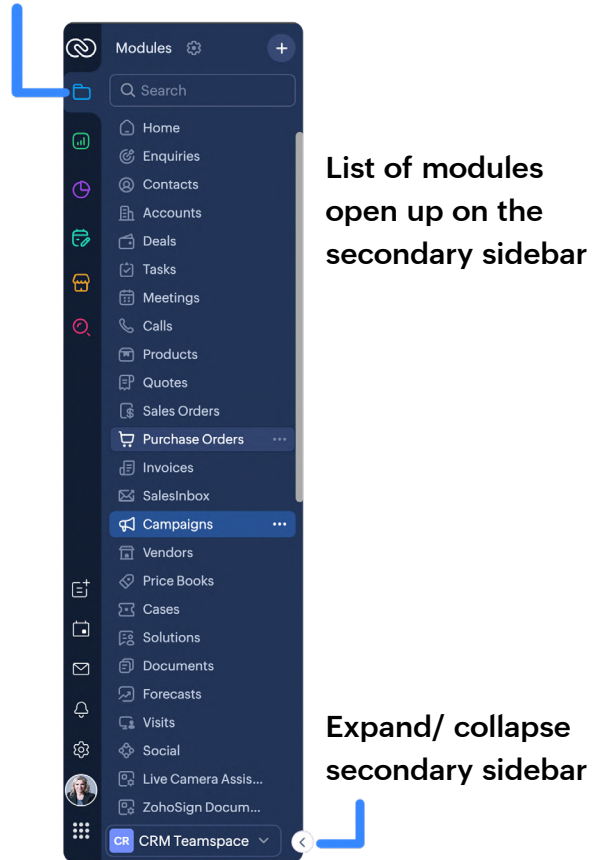 Modules
Search
Home
Enquiries
Contacts
Accounts
Deals
Tasks
Meetings
Calls
Products
Quotes
Sales Orders
Purchase Orders
Invoices
SalesInbox
Campaigns
Vendors
Price Books
Cases
Solutions
Documents
Forecasts
Visits
Social
Live Camera Assis...
ZohoSign Docum...
CR CRM Teamspace
List of modules
open up on the
secondary sidebar
Expand/ collapse
secondary sidebar